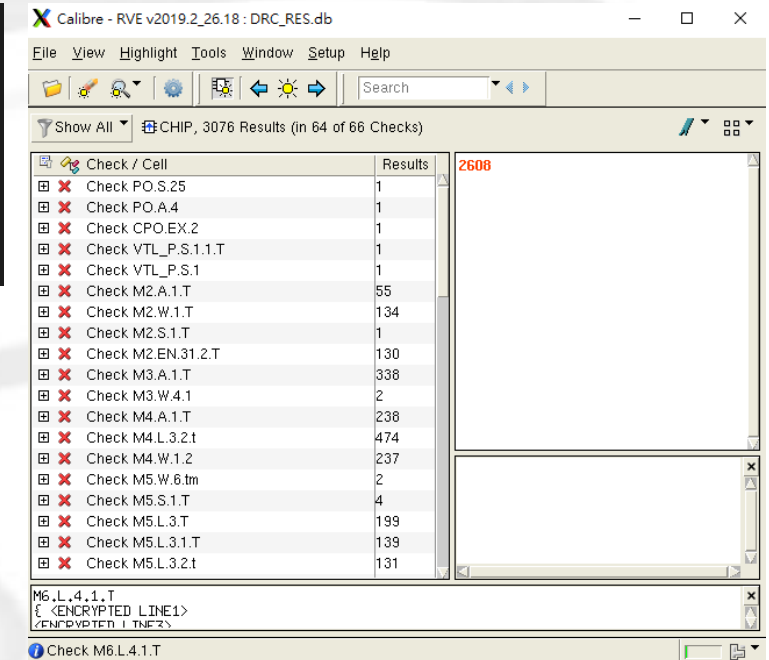 Calibre - RVE v2019.2_26.18 : DRC_RES.db
File View Highlight Tools Window Setup Help
Search
Show All CHIP, 3076 Results (in 64 of 66 Checks)
Check / Cell Results
Check PO.S.25 1
Check PO.A.4 1
Check CPO.EX.2 1
Check VTL_P.S.1.1.T 1
Check VTL_P.S.1 1
Check M2.A.1.T 55
Check M2.W.1.T 134
Check M2.S.1.T 1
Check M2.EN.31.2.T 130
Check M3.A.1.T 338
Check M3.W.4.1 2
Check M4.A.1.T 238
Check M4.L.3.2.t 474
Check M4.W.1.2 237
Check M5.W.6.tm 2
Check M5.S.1.T 4
Check M5.L.3.T 199
Check M5.L.3.1.T 139
Check M5.L.3.2.t 131
2608
M6.L.4.1.T
{ <ENCRYPTED LINE1>
<ENCRYPTED LINE3>
Check M6.L.4.1.T